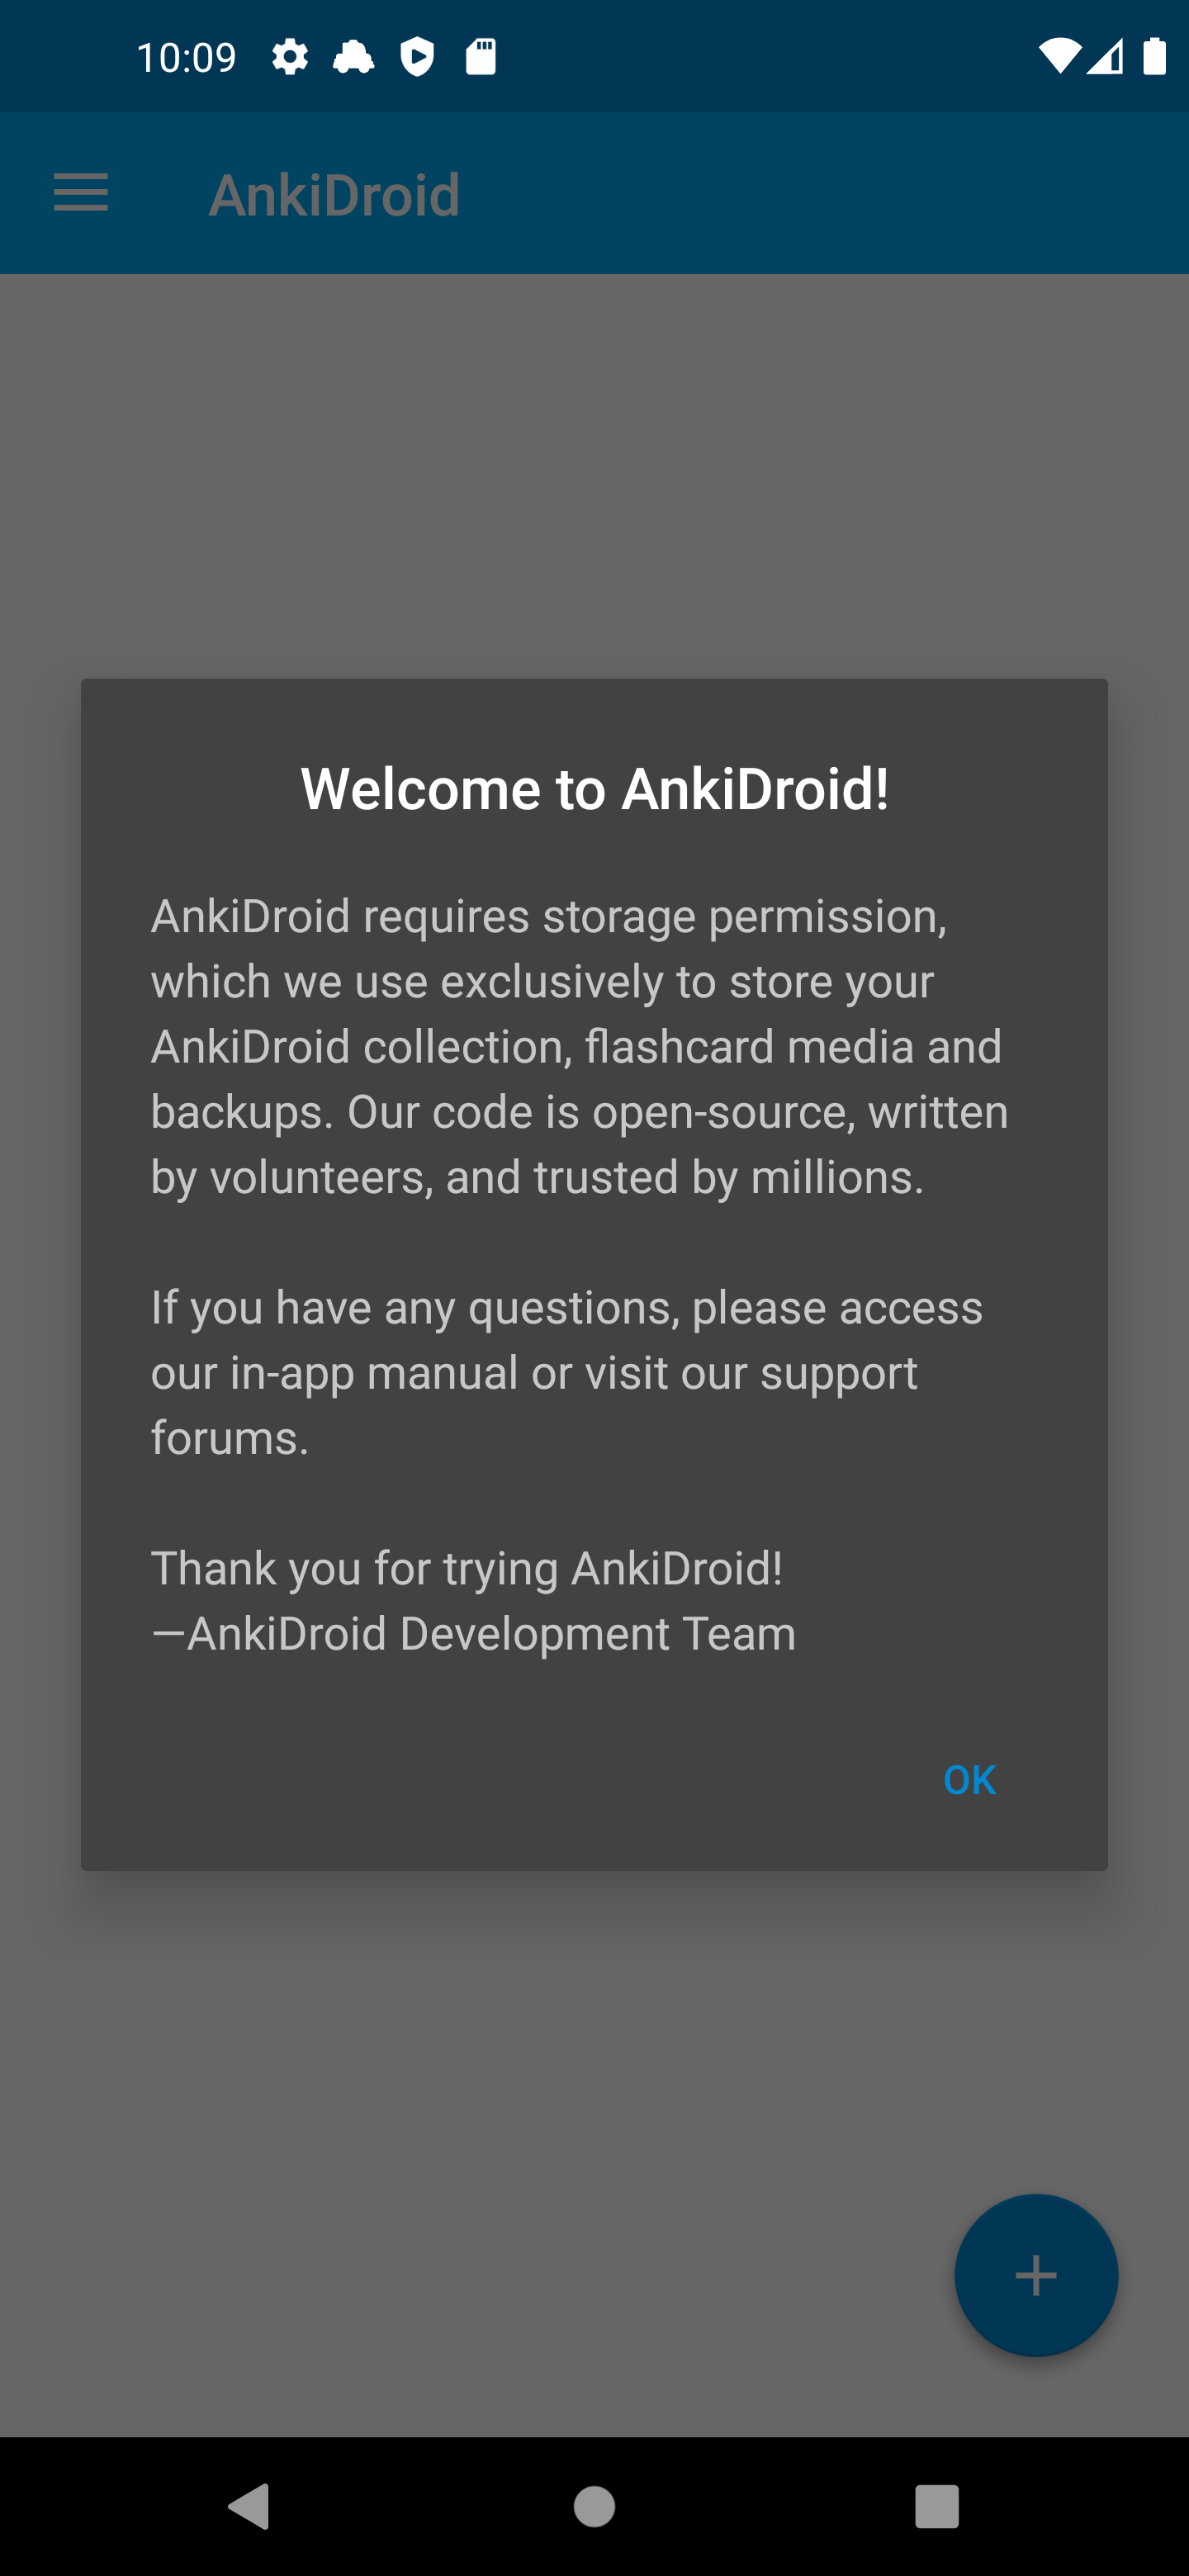 10:09
AnkiDroid
Welcome to AnkiDroid!
AnkiDroid requires storage permission,
which we use exclusively to store your
AnkiDroid collection, flashcard media and
backups. Our code is open-source, written
by volunteers, and trusted by millions.
If you have any questions, please access
our in-app manual or visit our support
forums.
Thank you for trying AnkiDroid!
—AnkiDroid Development Team
OK